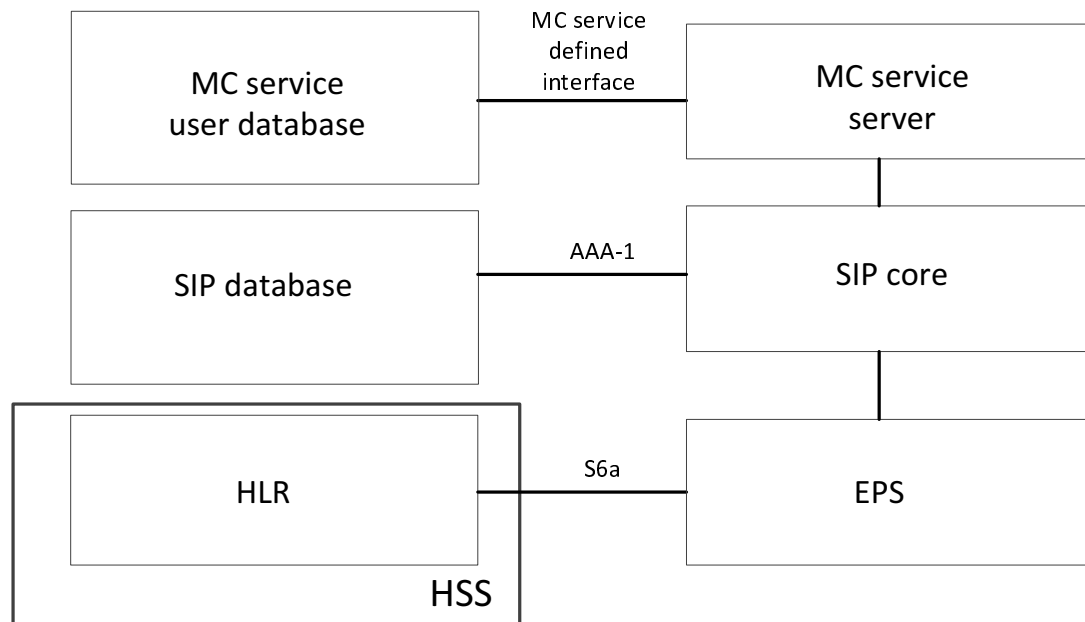 MC service
user database
MC service
defined
interface
MC service
server
SIP database
AAA-1
SIP core
HLR
S6a
EPS
HSS